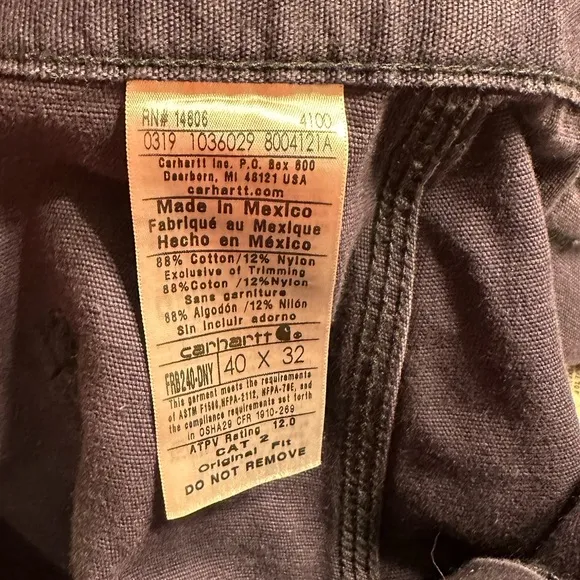 RN# 14806 4100
0319 1036029 8004121A
Carhartt Inc. P.O. Box 600
Dearborn, MI 48121 USA
carhartt.com
Made in Mexico
Fabriqué au Mexique
Hecho en México
88% Cotton/12% Nylon
Exclusive of Trimming
88%Coton /12%Nylon
Sans garniture
88% Algodón /12% Nilón
Sin incluir adorno
carhartt
FRB240-DNY 40 X 32
this garment meets the requirements
of ASTM F1506,NFPA-2112, NFPA-70E, and
the compliance requirements set forth
in OSHA29 CFR 1910-269
ATPV Rating 12.0
CAT 2
Original Fit
DO NOT REMOVE